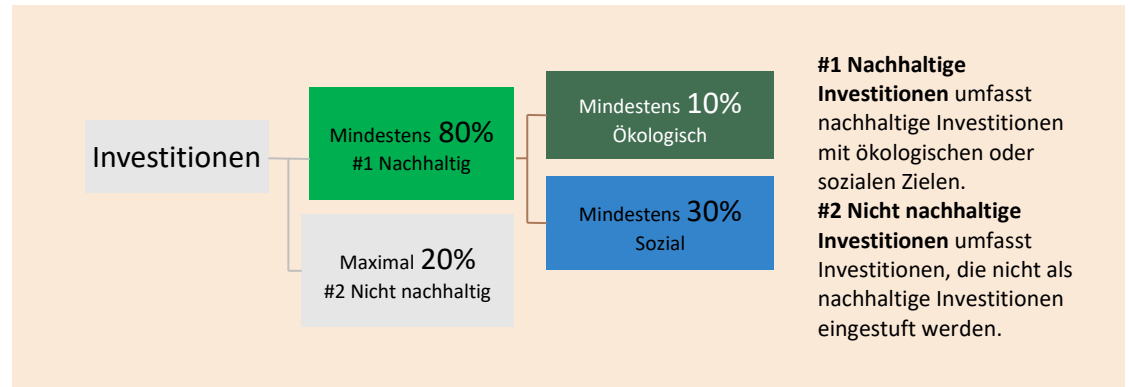 Investitionen
Mindestens 80%
#1 Nachhaltig
Maximal 20%
#2 Nicht nachhaltig
Mindestens 10%
Ökologisch
Mindestens 30%
Sozial
#1 Nachhaltige
Investitionen umfasst
nachhaltige Investitionen
mit ökologischen oder
sozialen Zielen.
#2 Nicht nachhaltige
Investitionen umfasst
Investitionen, die nicht als
nachhaltige Investitionen
eingestuft werden.